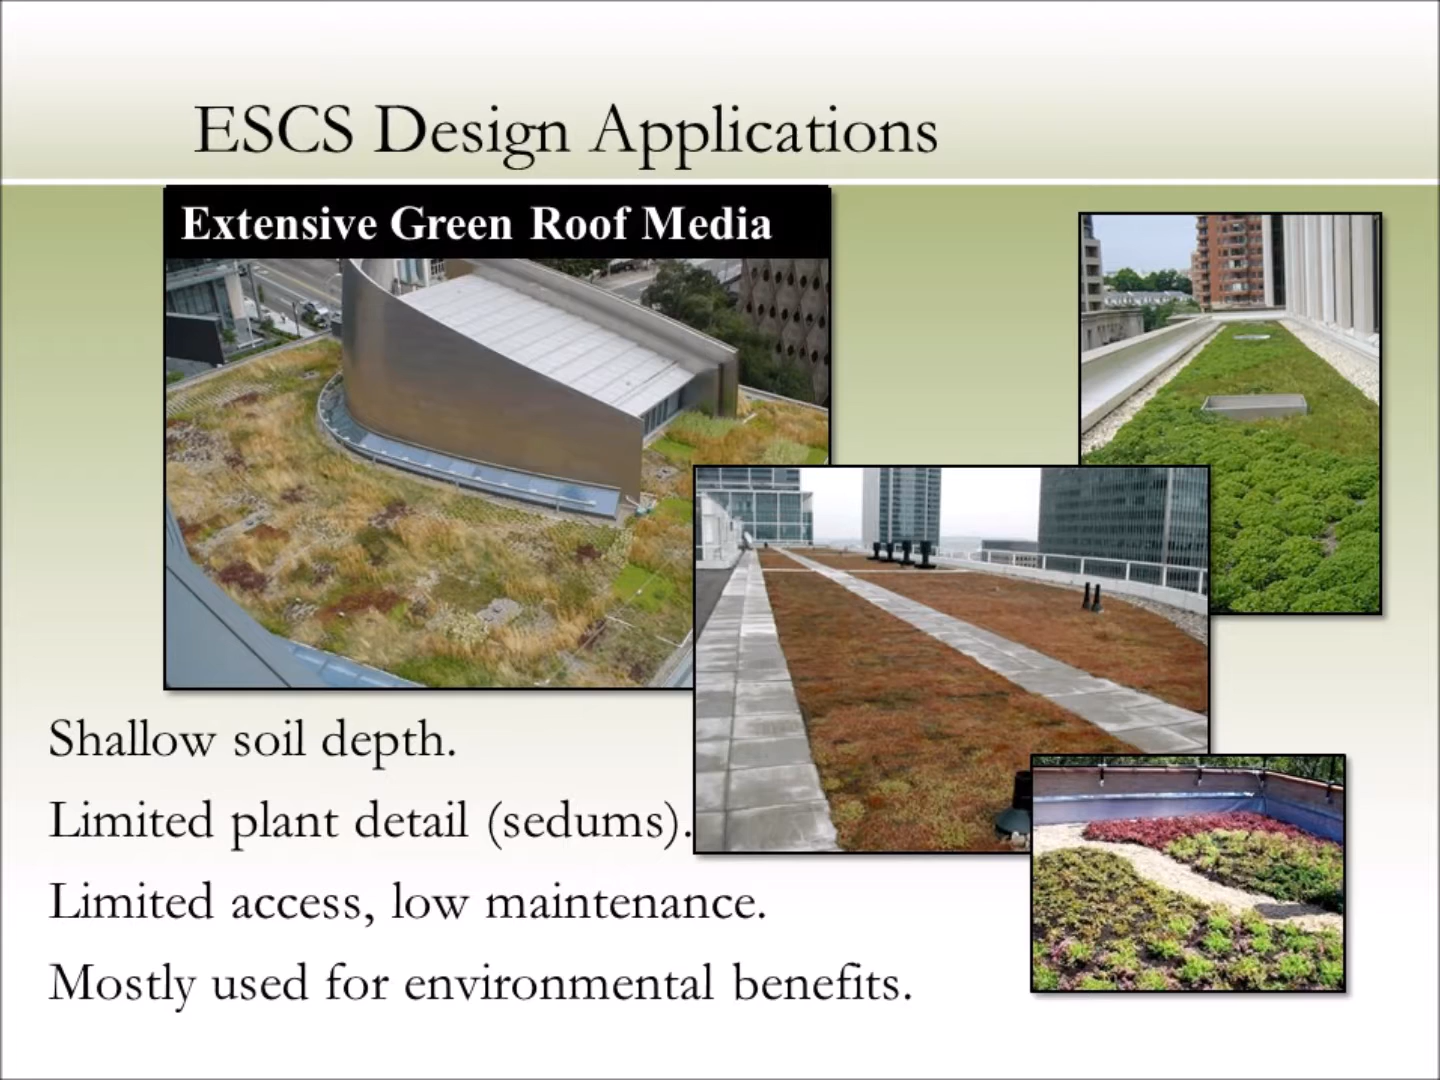 ESCS Design Applications
Extensive Green Roof Media
Shallow soil depth.
Limited plant detail (sedums).
Limited access, low maintenance.
Mostly used for environmental benefits.